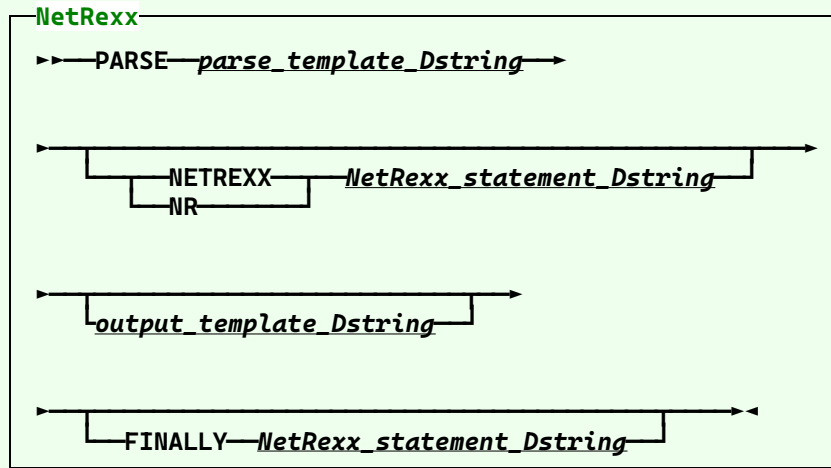 NetRexx
►►──PARSE──parse_template_Dstring──►
NETREXX NetRexx_statement_Dstring
NR
output_template_Dstring
FINALLY──NetRexx_statement_Dstring